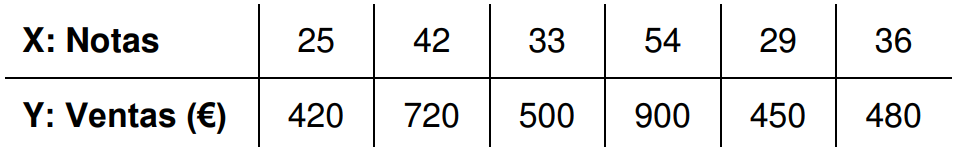 X: Notas 25 42 33 54 29 36
Y: Ventas (€) 420 720 500 900 450 480